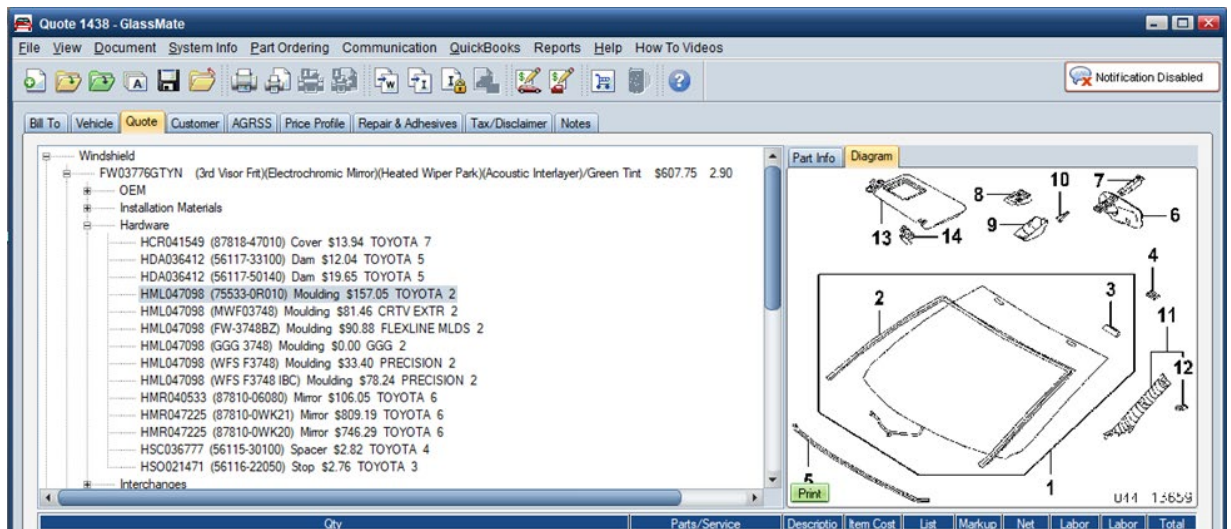 Quote 1438 - GlassMate
File View Document System Info Part Ordering Communication QuickBooks Reports Help How To Videos
Notification Disabled
Bill To Vehicle Quote Customer AGRSS Price Profile Repair & Adhesives Tax/Disclaimer Notes
Windshield
FW03776GTYN (3rd Visor Frit)(Electrochromic Mirror)(Heated Wiper Park)(Acoustic Interlayer)/Green Tint $607.75 2.90
OEM
Installation Materials
Hardware
HCR041549 (87818-47010) Cover $13.94 TOYOTA 7
HDA036412 (56117-33100) Dam $12.04 TOYOTA 5
HDA036412 (56117-50140) Dam $19.65 TOYOTA 5
HML047098 (75533-0R010) Moulding $157.05 TOYOTA 2
HML047098 (MWF03748) Moulding $81.46 CRTV EXTR 2
HML047098 (FW-3748BZ) Moulding $90.88 FLEXLINE MLDS 2
HML047098 (GGG 3748) Moulding $0.00 GGG 2
HML047098 (WFS F3748) Moulding $33.40 PRECISION 2
HML047098 (WFS F3748 IBC) Moulding $78.24 PRECISION 2
HMR040533 (87810-06080) Mirror $106.05 TOYOTA 6
HMR047225 (87810-0WK21) Mirror $809.19 TOYOTA 6
HMR047225 (87810-0WK20) Mirror $746.29 TOYOTA 6
HSC036777 (56115-30100) Spacer $2.82 TOYOTA 4
HSO021471 (56116-22050) Stop $2.76 TOYOTA 3
Interchanges
Part Info Diagram
10 7
8
9 6
13 14
4
2 3
11
12
5
1
Print
U44 13659
Qty Parts/Service Descriptio Item Cost List Markup Net Labor Labor Total